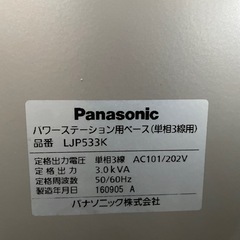 Panasonic
パワーステーション用ベース(単相3線用)
品番 LJP533K
定格出力電圧 単相3線 AC101/202V
定格出力 3.0kVA
定格周波数 50/60Hz
製造年月日 160905 A
パナソニック株式会社